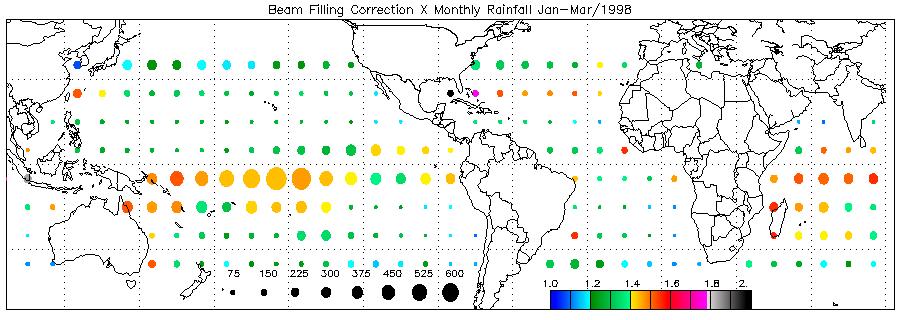 Beam Filling Correction X Monthly Rainfall Jan-Mar/1998
75 150 225 300 375 450 525 600
1.0 1.2 1.4 1.6 1.8 2.